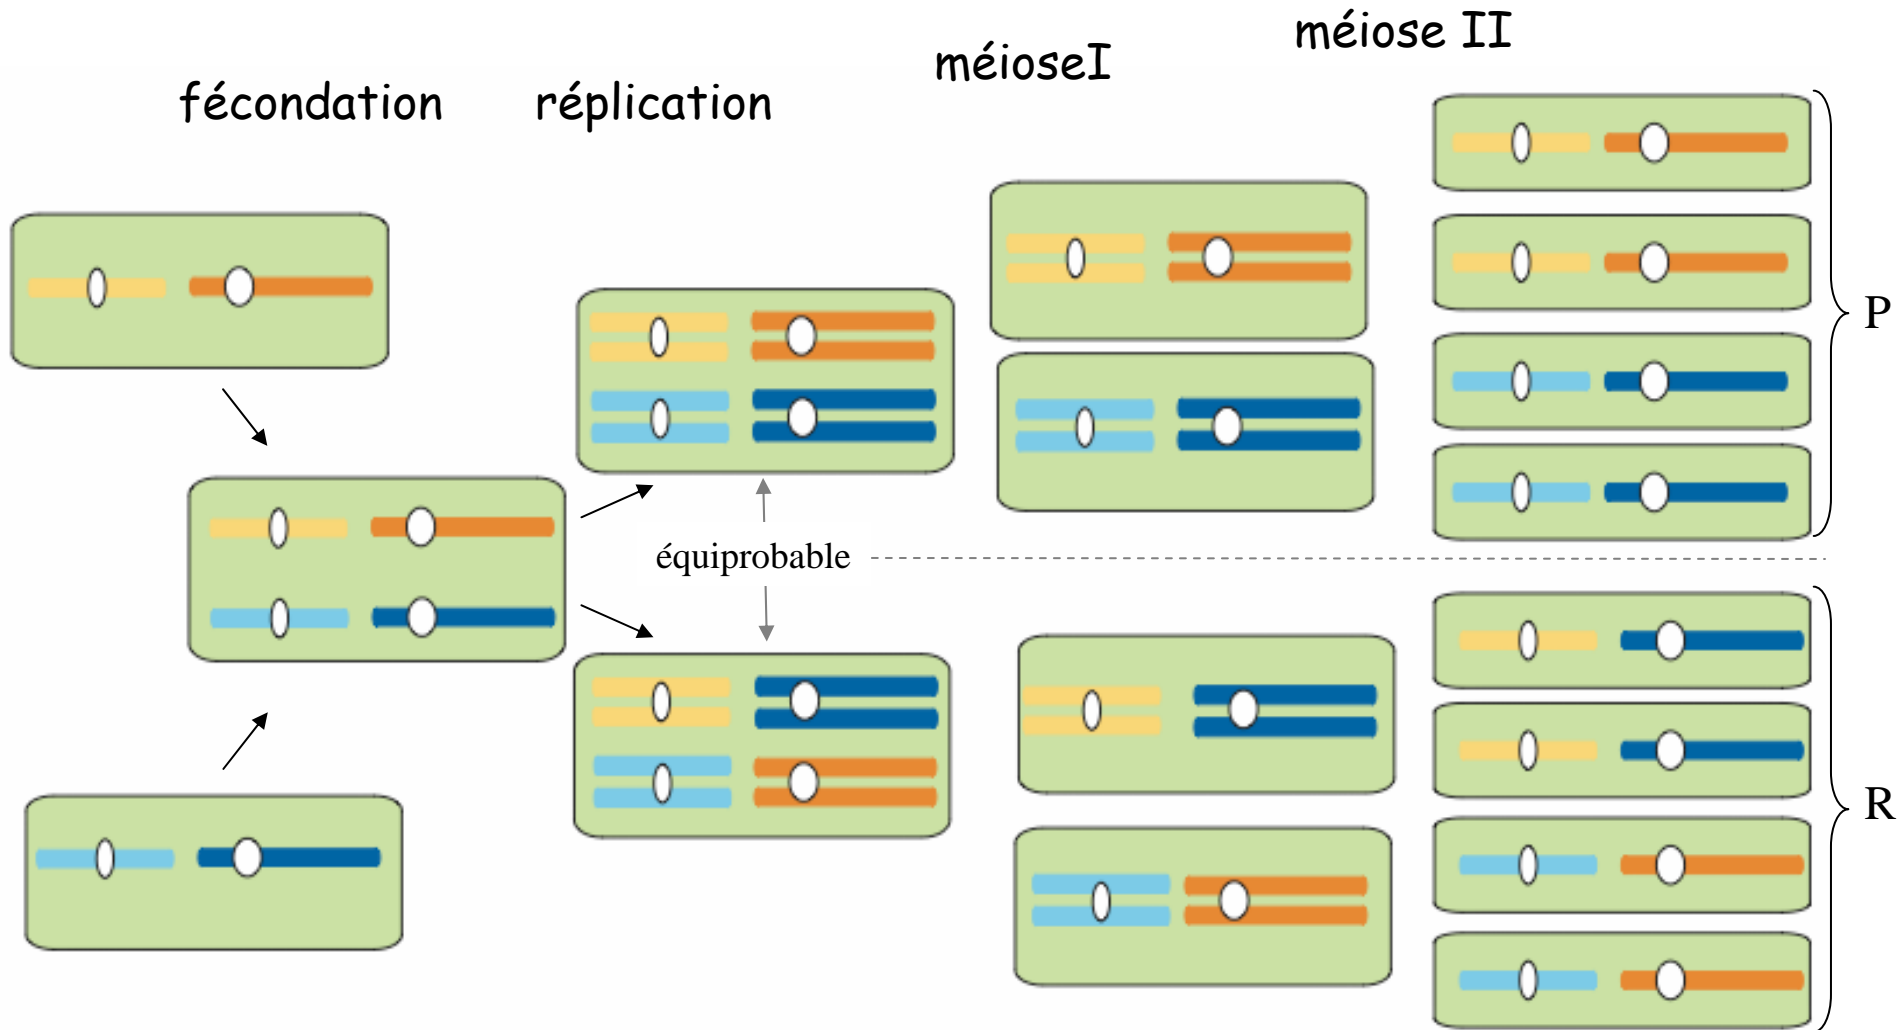 fécondation
réplication
méioseI
méiose II
P
équiprobable
R